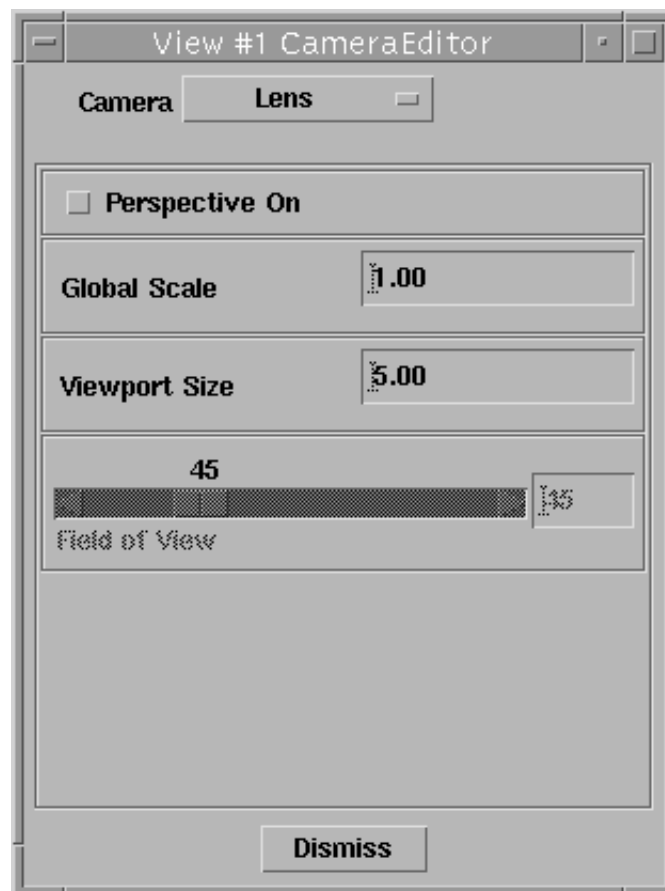 View #1 CameraEditor
Camera Lens
Perspective On
Global Scale 1.00
Viewport Size 5.00
45
45
Field of View
Dismiss